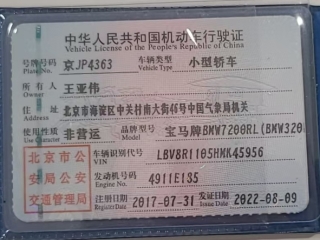 中华人民共和国机动车行驶证
Vehicle License of the People's Republic of China
号牌号码 京JP4363 车辆类型 小型轿车
Plate No. Vehicle Type
所有人 王亚伟
Owner
住址 北京市海淀区中关村南大街46号中国气象局机关
Address
使用性质 非营运 品牌型号 宝马牌BMW7200RL(BMW320
Use Character Model
北京市公安局公安交通管理局
车辆识别代号 LBV8R1105HMK45956
VIN
发动机号码 4911E135
Engine No.
注册日期 2017-07-31 发证日期 2022-08-09
Register Date Issue Date